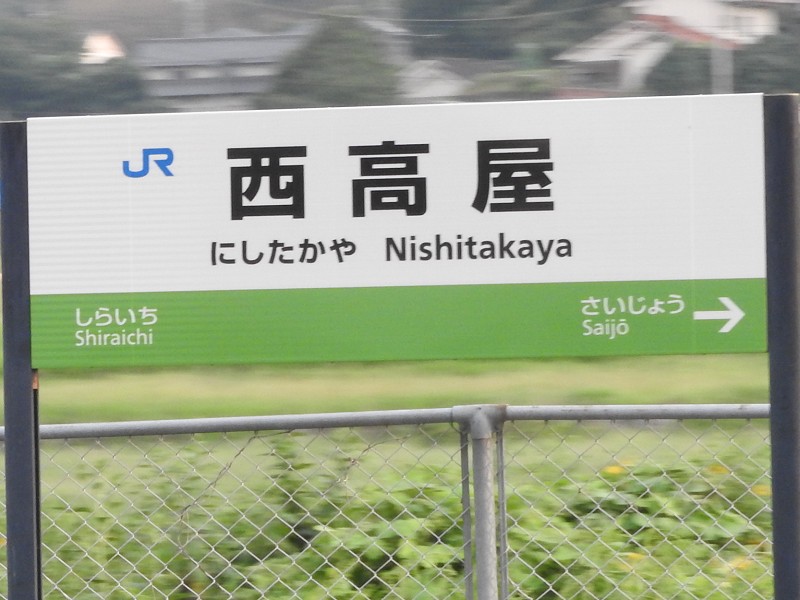 JR
西高屋
にしたかや Nishitakaya
しらいち さいじょう →
Shiraichi Saijō